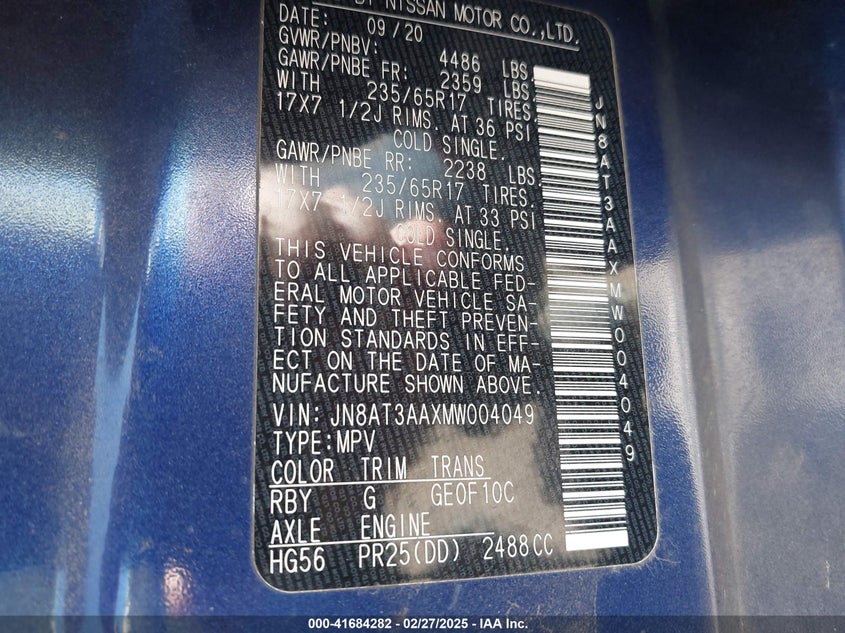 NISSAN MOTOR CO.,LTD.
DATE: 09/20
GVWR/PNBV: 4486 LBS.
GAWR/PNBE FR: 2359 LBS.
WITH 235/65R17 TIRES.
17X7 1/2J RIMS. AT 36 PSI
COLD SINGLE.
GAWR/PNBE RR: 2238 LBS.
WITH 235/65R17 TIRES.
17X7 1/2J RIMS. AT 33 PSI
COLD SINGLE.
THIS VEHICLE CONFORMS
TO ALL APPLICABLE FED-
ERAL MOTOR VEHICLE SA-
FETY AND THEFT PREVEN-
TION STANDARDS IN EFF-
ECT ON THE DATE OF MA-
NUFACTURE SHOWN ABOVE.
VIN: JN8AT3AAXMW004049
TYPE:MPV
COLOR TRIM TRANS
RBY G GE0F10C
AXLE ENGINE
HG56 PR25(DD) 2488CC
JN8AT3AAXMW004049
000-41684282 - 02/27/2025 - IAA Inc.